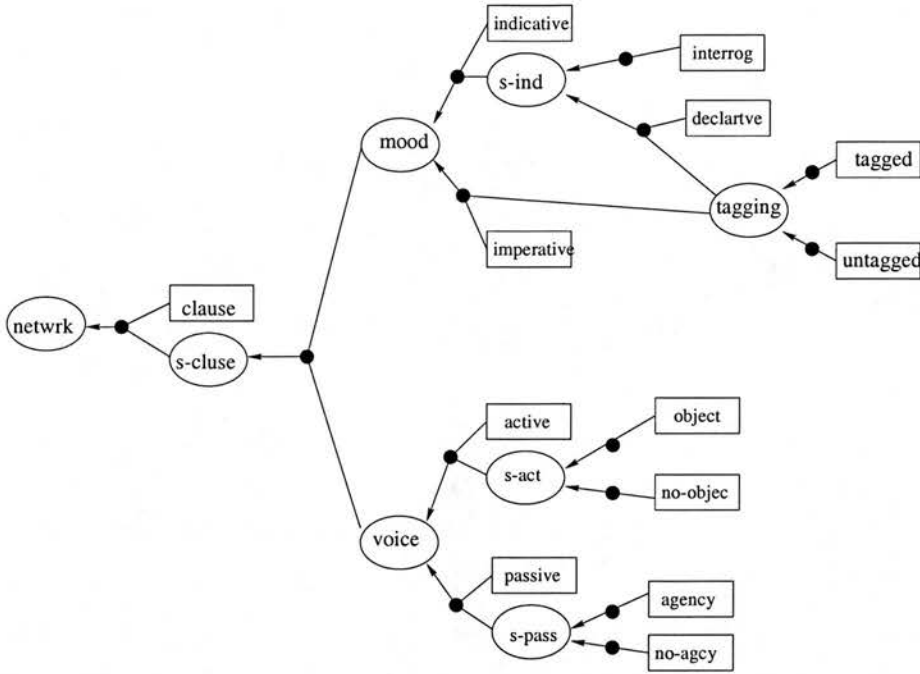 indicative
s-ind
interrog
mood
declartve
tagged
tagging
imperative
untagged
clause
netwrk
s-cluse
active
object
s-act
no-objec
voice
passive
agency
s-pass
no-agcy